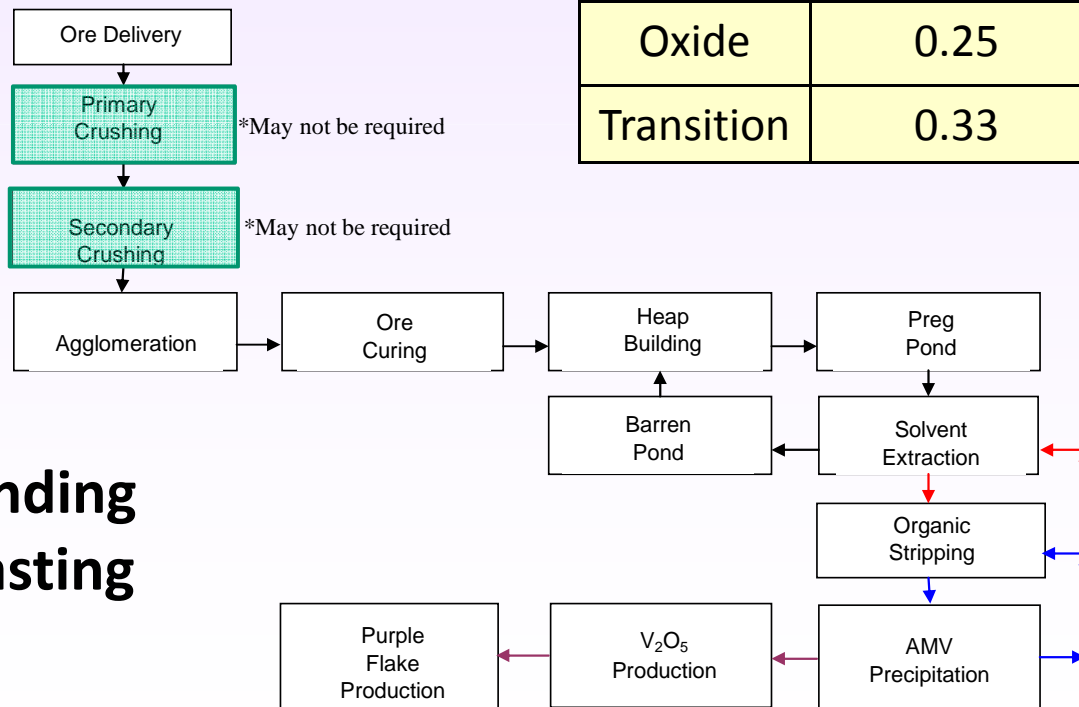 Ore Delivery
Oxide 0.25
Primary
Crushing
*May not be required
Transition 0.33
Secondary
Crushing
*May not be required
Agglomeration
Ore
Curing
Heap
Building
Preg
Pond
Barren
Pond
Solvent
Extraction
nding
asting
Organic
Stripping
Purple
Flake
Production
V₂O₅
Production
AMV
Precipitation